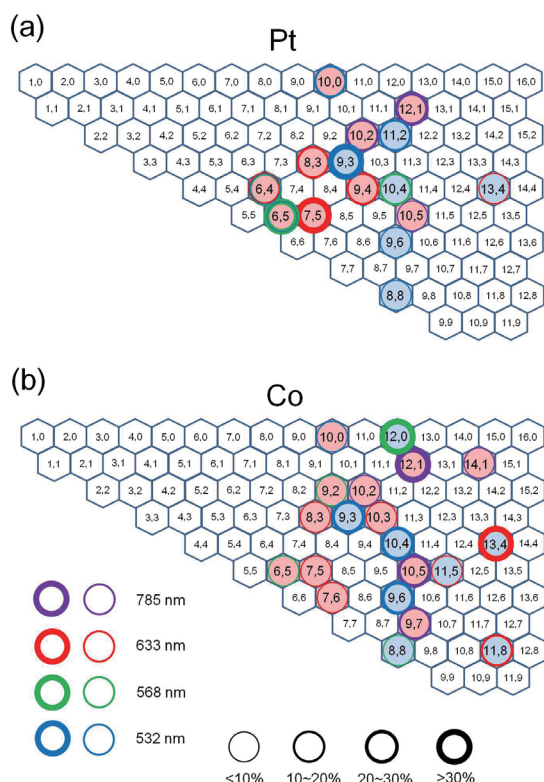 (a)
Pt
1,0 2,0 3,0 4,0 5,0 6,0 7,0 8,0 9,0 10,0 11,0 12,0 13,0 14,0 15,0 16,0
1,1 2,1 3,1 4,1 5,1 6,1 7,1 8,1 9,1 10,1 11,1 12,1 13,1 14,1 15,1
2,2 3,2 4,2 5,2 6,2 7,2 8,2 9,2 10,2 11,2 12,2 13,2 14,2 15,2
3,3 4,3 5,3 6,3 7,3 8,3 9,3 10,3 11,3 12,3 13,3 14,3
4,4 5,4 6,4 7,4 8,4 9,4 10,4 11,4 12,4 13,4 14,4
5,5 6,5 7,5 8,5 9,5 10,5 11,5 12,5 13,5
6,6 7,6 8,6 9,6 10,6 11,6 12,6 13,6
7,7 8,7 9,7 10,7 11,7 12,7
8,8 9,8 10,8 11,8 12,8
9,9 10,9 11,9
(b)
Co
1,0 2,0 3,0 4,0 5,0 6,0 7,0 8,0 9,0 10,0 11,0 12,0 13,0 14,0 15,0 16,0
1,1 2,1 3,1 4,1 5,1 6,1 7,1 8,1 9,1 10,1 11,1 12,1 13,1 14,1 15,1
2,2 3,2 4,2 5,2 6,2 7,2 8,2 9,2 10,2 11,2 12,2 13,2 14,2 15,2
3,3 4,3 5,3 6,3 7,3 8,3 9,3 10,3 11,3 12,3 13,3 14,3
4,4 5,4 6,4 7,4 8,4 9,4 10,4 11,4 12,4 13,4 14,4
5,5 6,5 7,5 8,5 9,5 10,5 11,5 12,5 13,5
6,6 7,6 8,6 9,6 10,6 11,6 12,6 13,6
7,7 8,7 9,7 10,7 11,7 12,7
8,8 9,8 10,8 11,8 12,8
9,9 10,9 11,9
785 nm
633 nm
568 nm
532 nm
<10% 10~20% 20~30% >30%